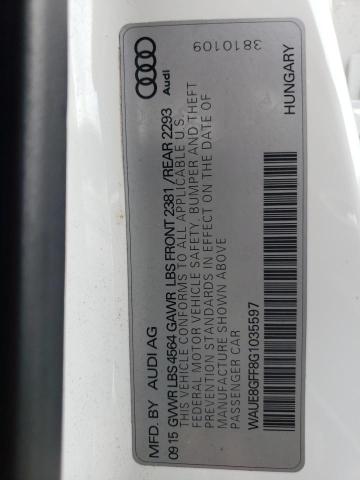 Audi
3810109
MFD. BY AUDI AG
09 15 GVWR LBS 4564 GAWR LBS FRONT 2381 / REAR 2293
THIS VEHICLE CONFORMS TO ALL APPLICABLE U.S.
FEDERAL MOTOR VEHICLE SAFETY, BUMPER AND THEFT
PREVENTION STANDARDS IN EFFECT ON THE DATE OF
MANUFACTURE SHOWN ABOVE
PASSENGER CAR
WAUE8GFF8G1035597
HUNGARY